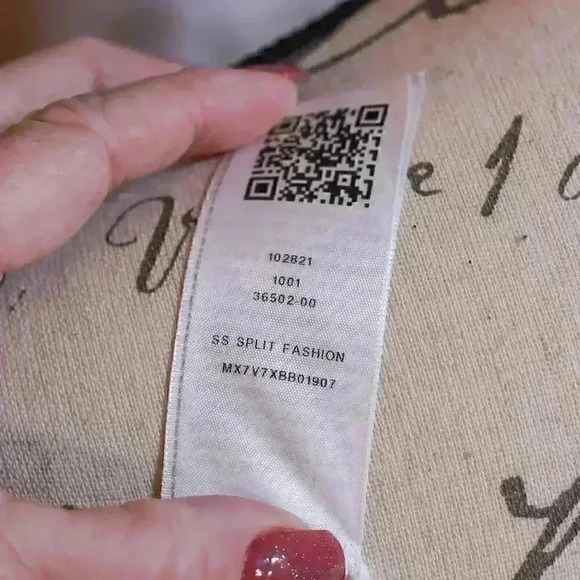 102821
1001
36502-00
SS SPLIT FASHION
MX7V7XBB01907